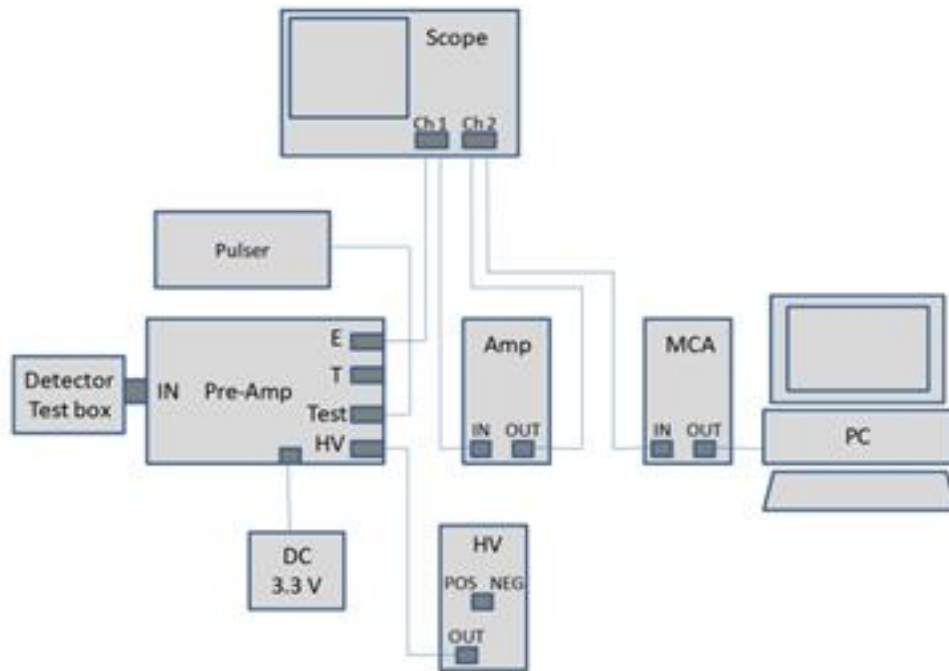 Scope
Ch 1 Ch 2
Pulser
E
T
Test
HV
Detector
Test box
IN Pre-Amp
DC
3.3 V
Amp
IN OUT
MCA
IN OUT
PC
HV
POS NEG
OUT